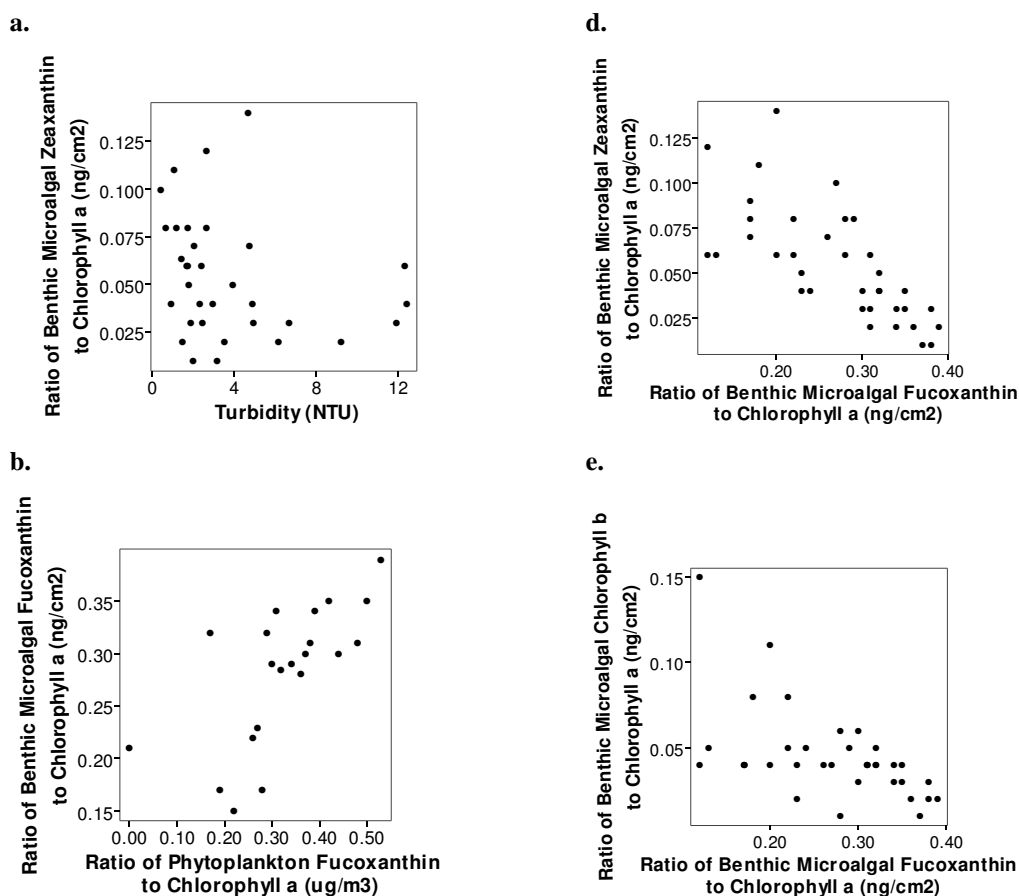 a.
Ratio of Benthic Microalgal Zeaxanthin
to Chlorophyll a (ng/cm2)
0.125
0.100
0.075
0.050
0.025
0 4 8 12
Turbidity (NTU)
b.
Ratio of Benthic Microalgal Fucoxanthin
to Chlorophyll a (ng/cm2)
0.35
0.30
0.25
0.20
0.15
0.00 0.10 0.20 0.30 0.40 0.50
Ratio of Phytoplankton Fucoxanthin
to Chlorophyll a (ug/m3)
d.
Ratio of Benthic Microalgal Zeaxanthin
to Chlorophyll a (ng/cm2)
0.125
0.100
0.075
0.050
0.025
0.20 0.30 0.40
Ratio of Benthic Microalgal Fucoxanthin
to Chlorophyll a (ng/cm2)
e.
Ratio of Benthic Microalgal Chlorophyll b
to Chlorophyll a (ng/cm2)
0.15
0.10
0.05
0.20 0.30 0.40
Ratio of Benthic Microalgal Fucoxanthin
to Chlorophyll a (ng/cm2)